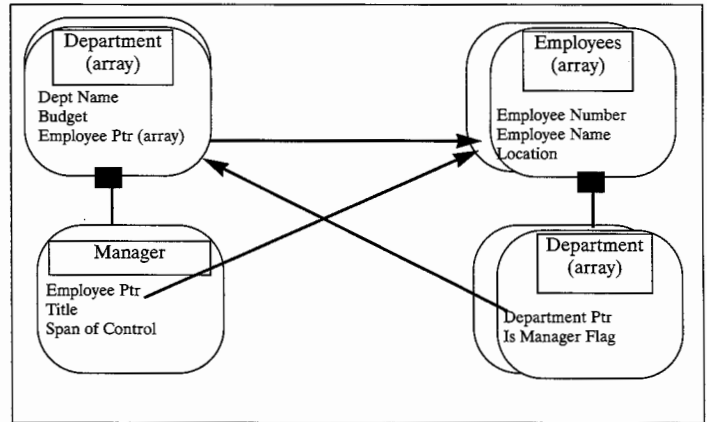 Department
(array)
Dept Name
Budget
Employee Ptr (array)
Employees
(array)
Employee Number
Employee Name
Location
Manager
Employee Ptr
Title
Span of Control
Department
(array)
Department Ptr
Is Manager Flag